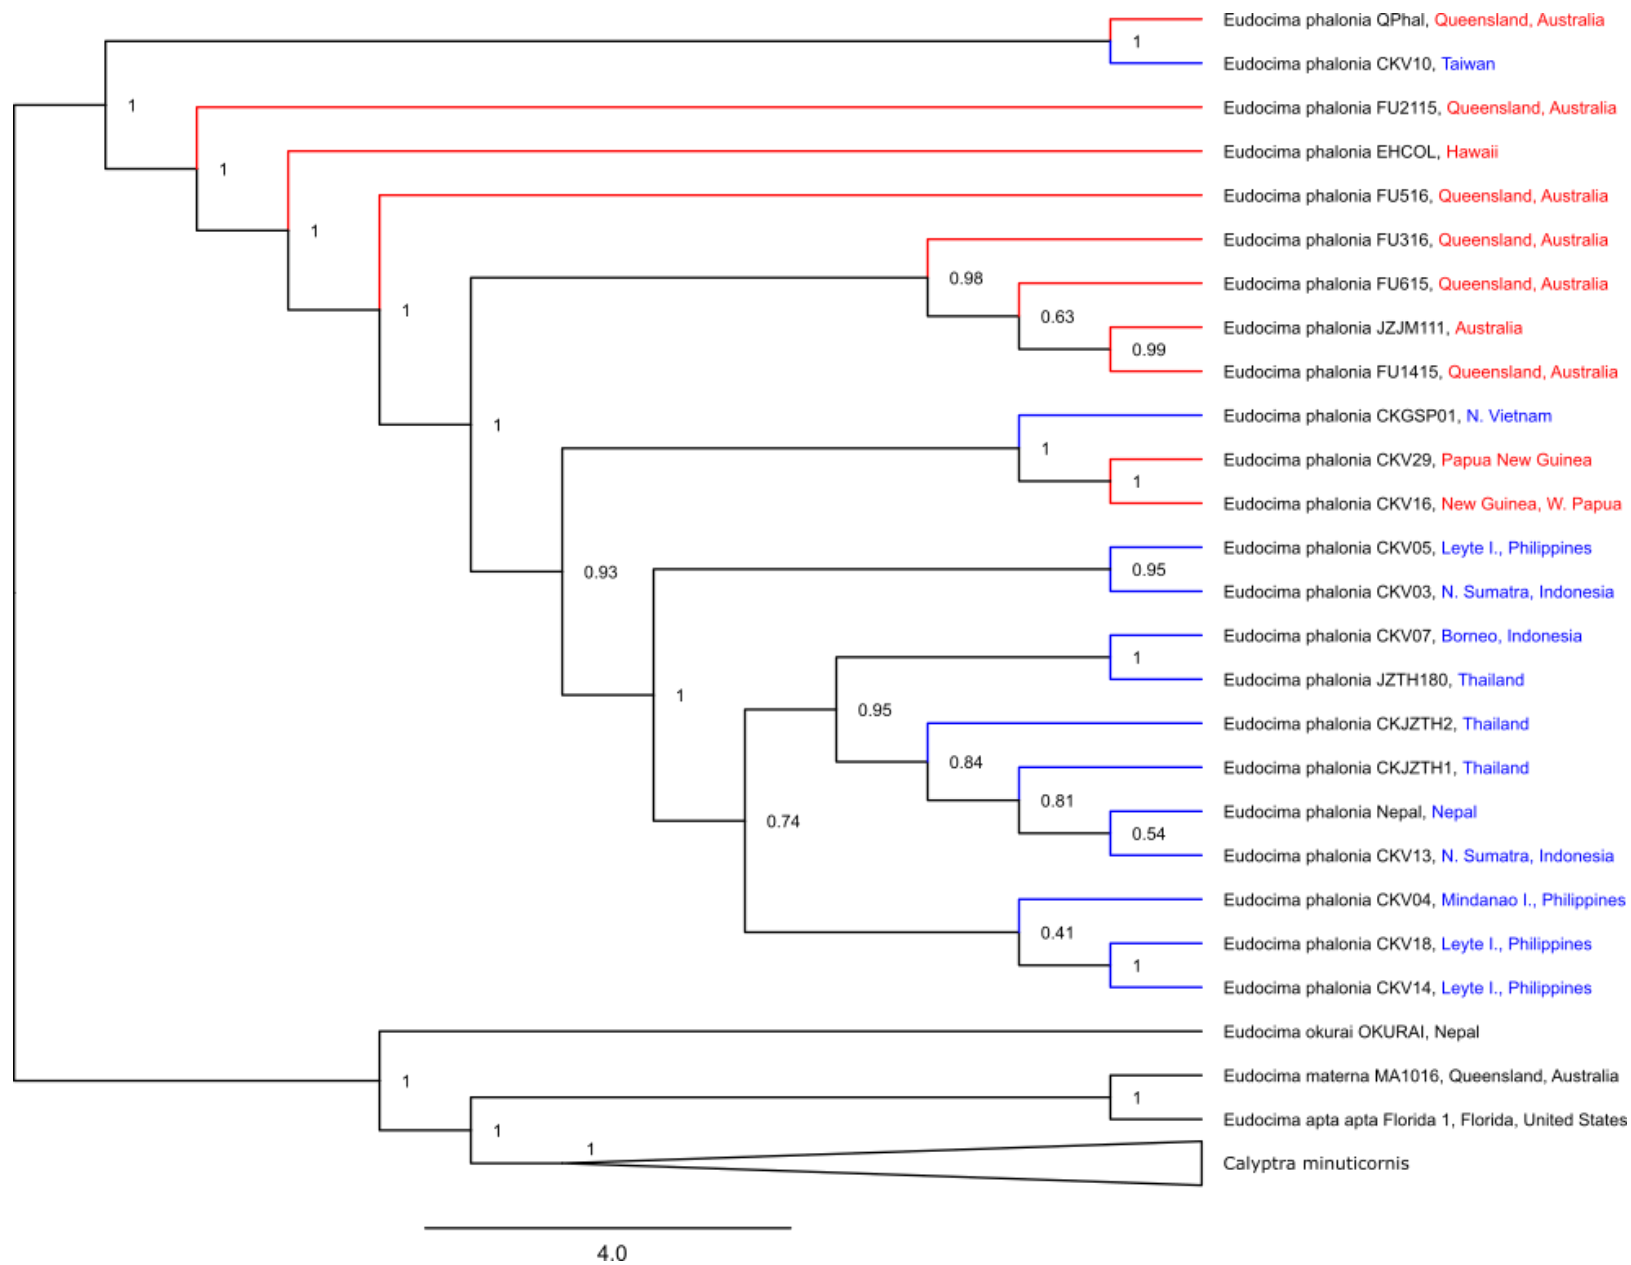 Eudocima phalonia QPhal, Queensland, Australia
1
Eudocima phalonia CKV10, Taiwan
1
Eudocima phalonia FU2115, Queensland, Australia
Eudocima phalonia EHCOL, Hawaii
1
Eudocima phalonia FU516, Queensland, Australia
1
Eudocima phalonia FU316, Queensland, Australia
0.98
Eudocima phalonia FU615, Queensland, Australia
1
0.63
Eudocima phalonia JZJM111, Australia
0.99
Eudocima phalonia FU1415, Queensland, Australia
Eudocima phalonia CKGSP01, N. Vietnam
1
1
Eudocima phalonia CKV29, Papua New Guinea
1
Eudocima phalonia CKV16, New Guinea, W. Papua
Eudocima phalonia CKV05, Leyte I., Philippines
0.93
0.95
Eudocima phalonia CKV03, N. Sumatra, Indonesia
Eudocima phalonia CKV07, Borneo, Indonesia
1
Eudocima phalonia JZTH180, Thailand
1
0.95
Eudocima phalonia CKJZTH2, Thailand
0.84
Eudocima phalonia CKJZTH1, Thailand
0.81
Eudocima phalonia Nepal, Nepal
0.74
0.54
Eudocima phalonia CKV13, N. Sumatra, Indonesia
Eudocima phalonia CKV04, Mindanao I., Philippines
0.41
Eudocima phalonia CKV18, Leyte I., Philippines
1
Eudocima phalonia CKV14, Leyte I., Philippines
Eudocima okurai OKURAI, Nepal
1
Eudocima materna MA1016, Queensland, Australia
1
Eudocima apta apta Florida 1, Florida, United States
1
1
Calyptra minuticornis
4.0